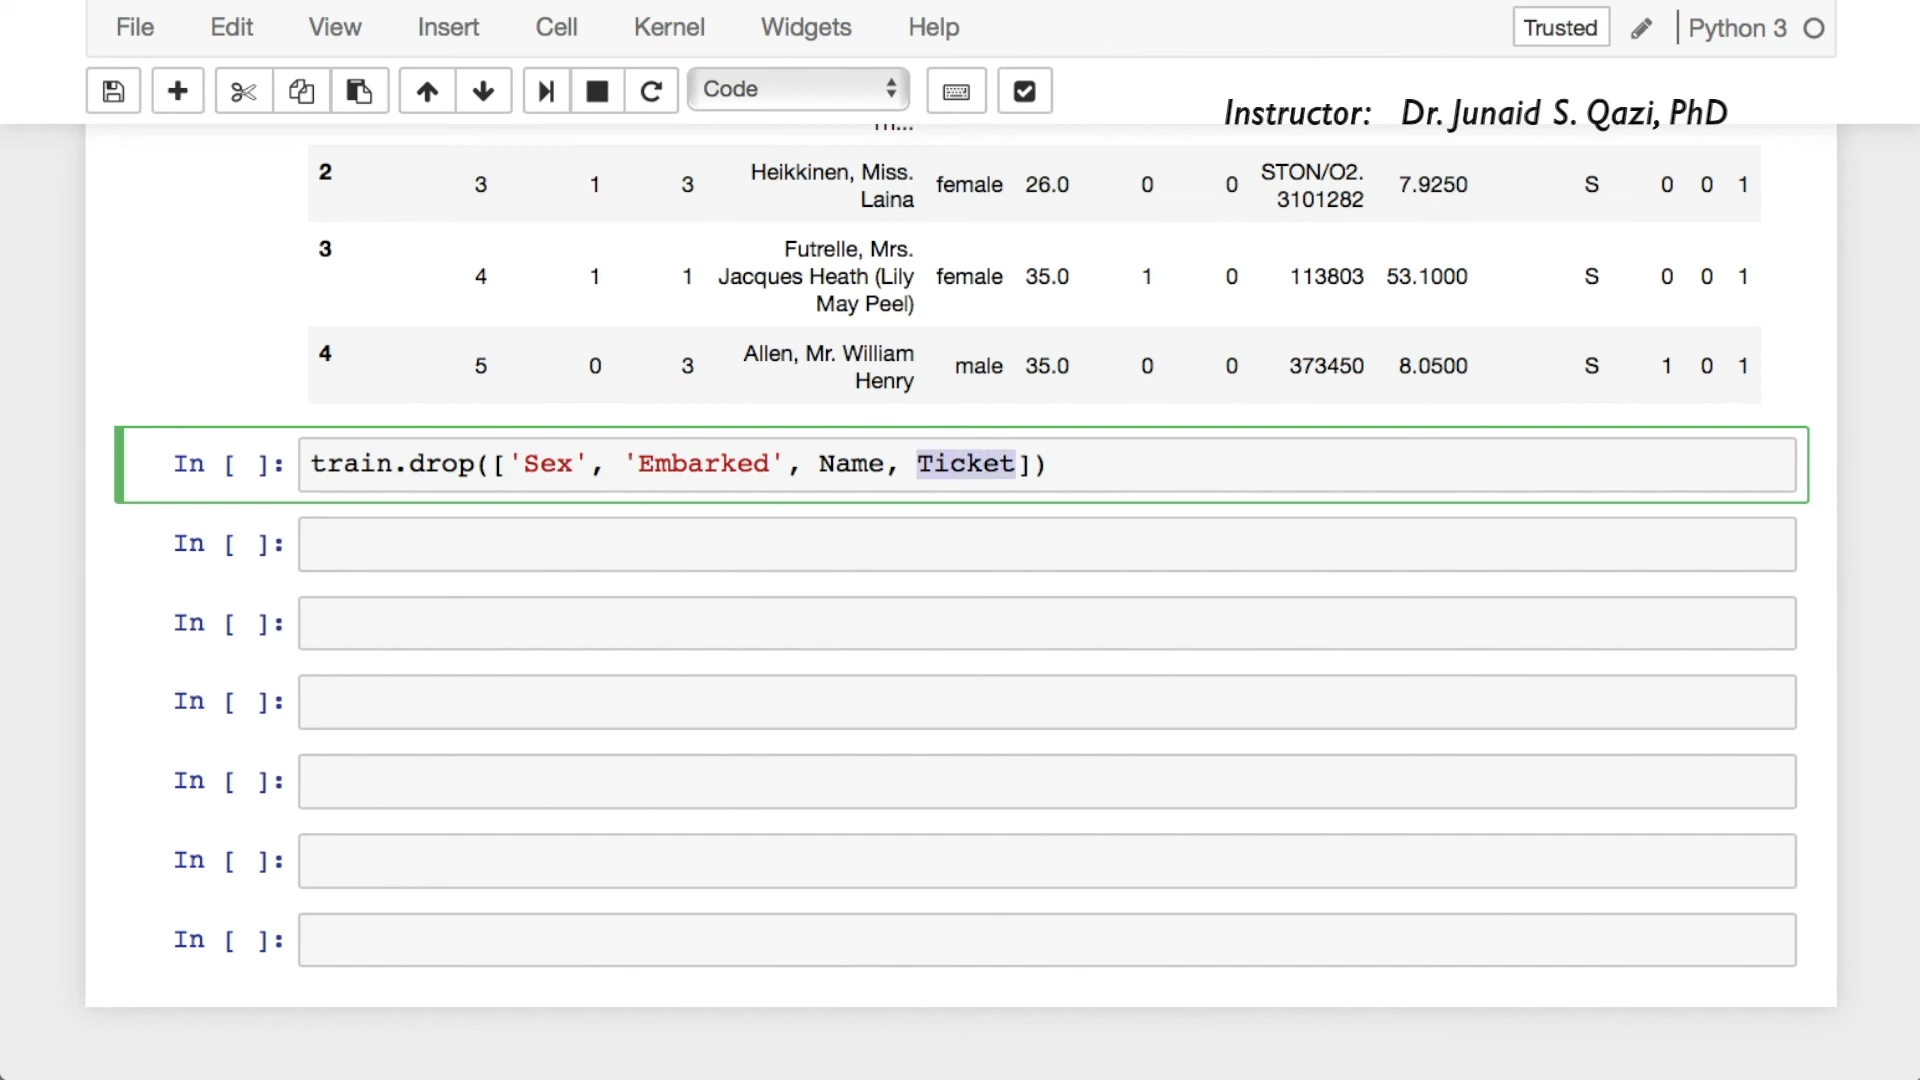 File Edit View Insert Cell Kernel Widgets Help Trusted Python 3
Code
Instructor: Dr. Junaid S. Qazi, PhD
2 3 1 3 Heikkinen, Miss. Laina female 26.0 0 0 STON/O2. 3101282 7.9250 S 0 0 1
3 4 1 1 Futrelle, Mrs. Jacques Heath (Lily May Peel) female 35.0 1 0 113803 53.1000 S 0 0 1
4 5 0 3 Allen, Mr. William Henry male 35.0 0 0 373450 8.0500 S 1 0 1
In [ ]: train.drop(['Sex', 'Embarked', Name, Ticket])
In [ ]:
In [ ]:
In [ ]:
In [ ]:
In [ ]:
In [ ]: